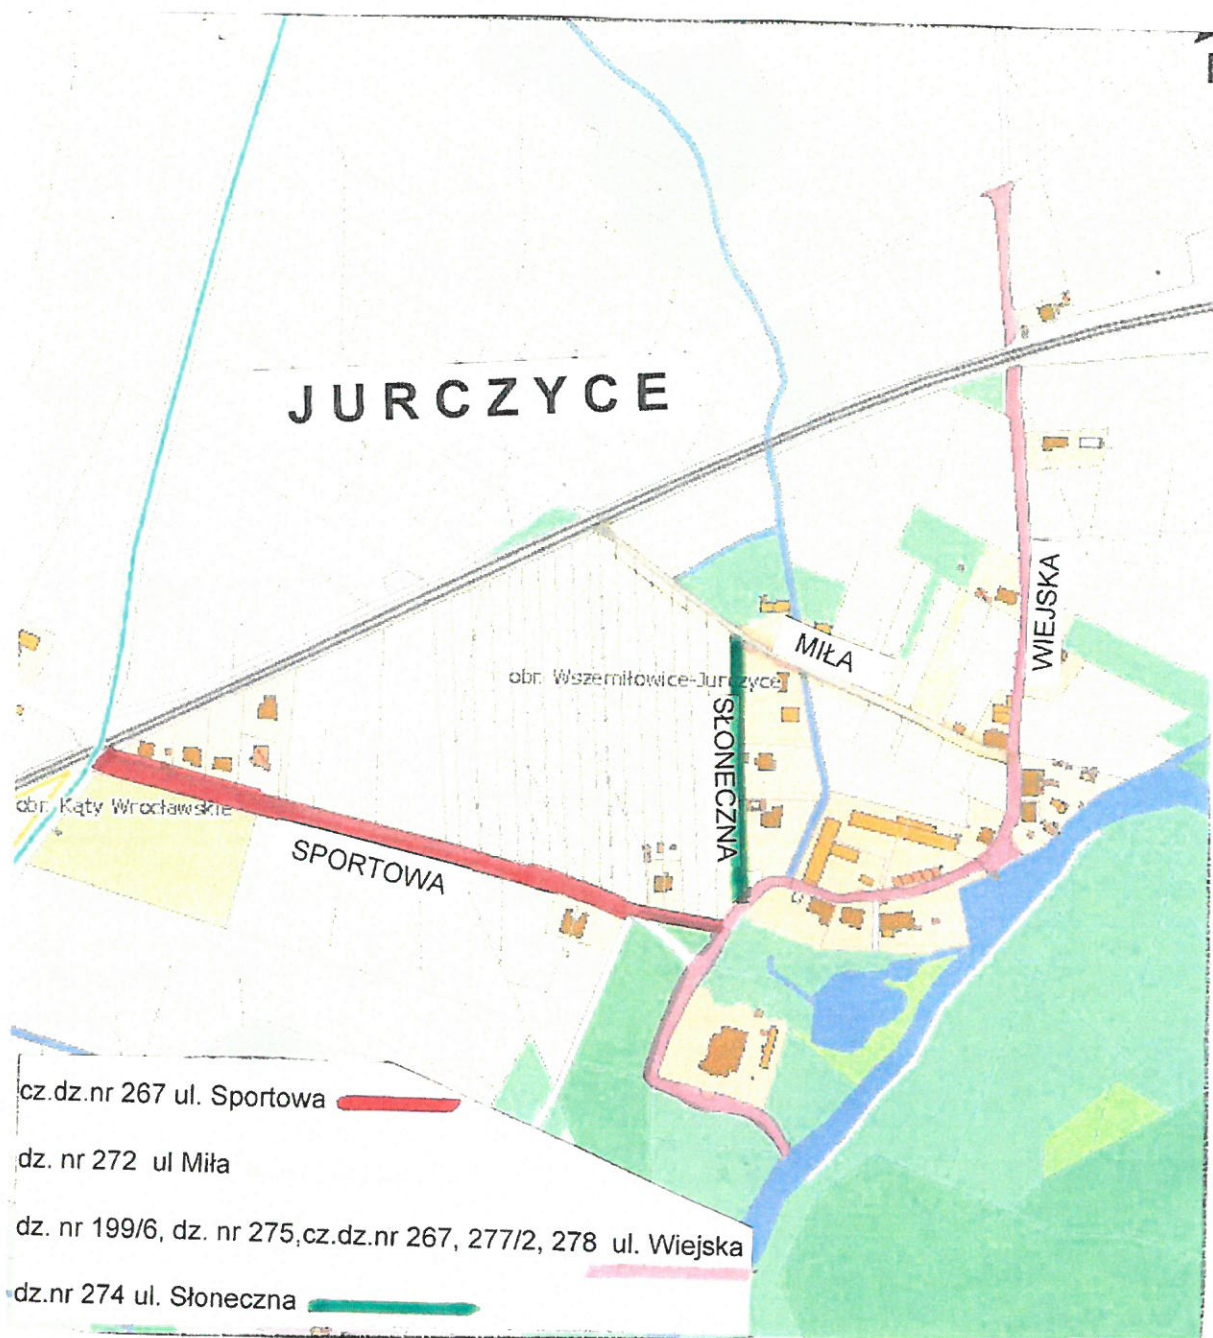 JURCZYCE
WIEJSKA
MIŁA
obr. Wszemiłowice-Jurczyce
SŁONECZNA
obr. Kąty Wrocławskie
SPORTOWA
cz.dz.nr 267 ul. Sportowa
dz. nr 272 ul Miła
dz. nr 199/6, dz. nr 275,cz.dz.nr 267, 277/2, 278 ul. Wiejska
dz.nr 274 ul. Słoneczna